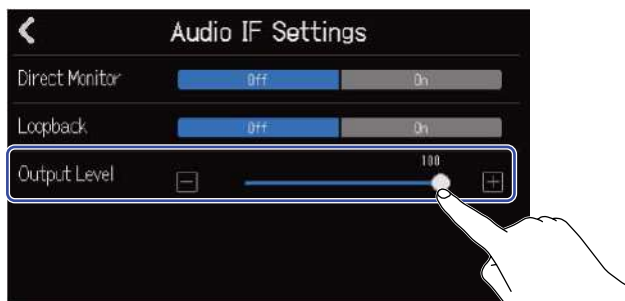 Audio IF Settings
Direct Monitor Off On
Loopback Off On
100
Output Level